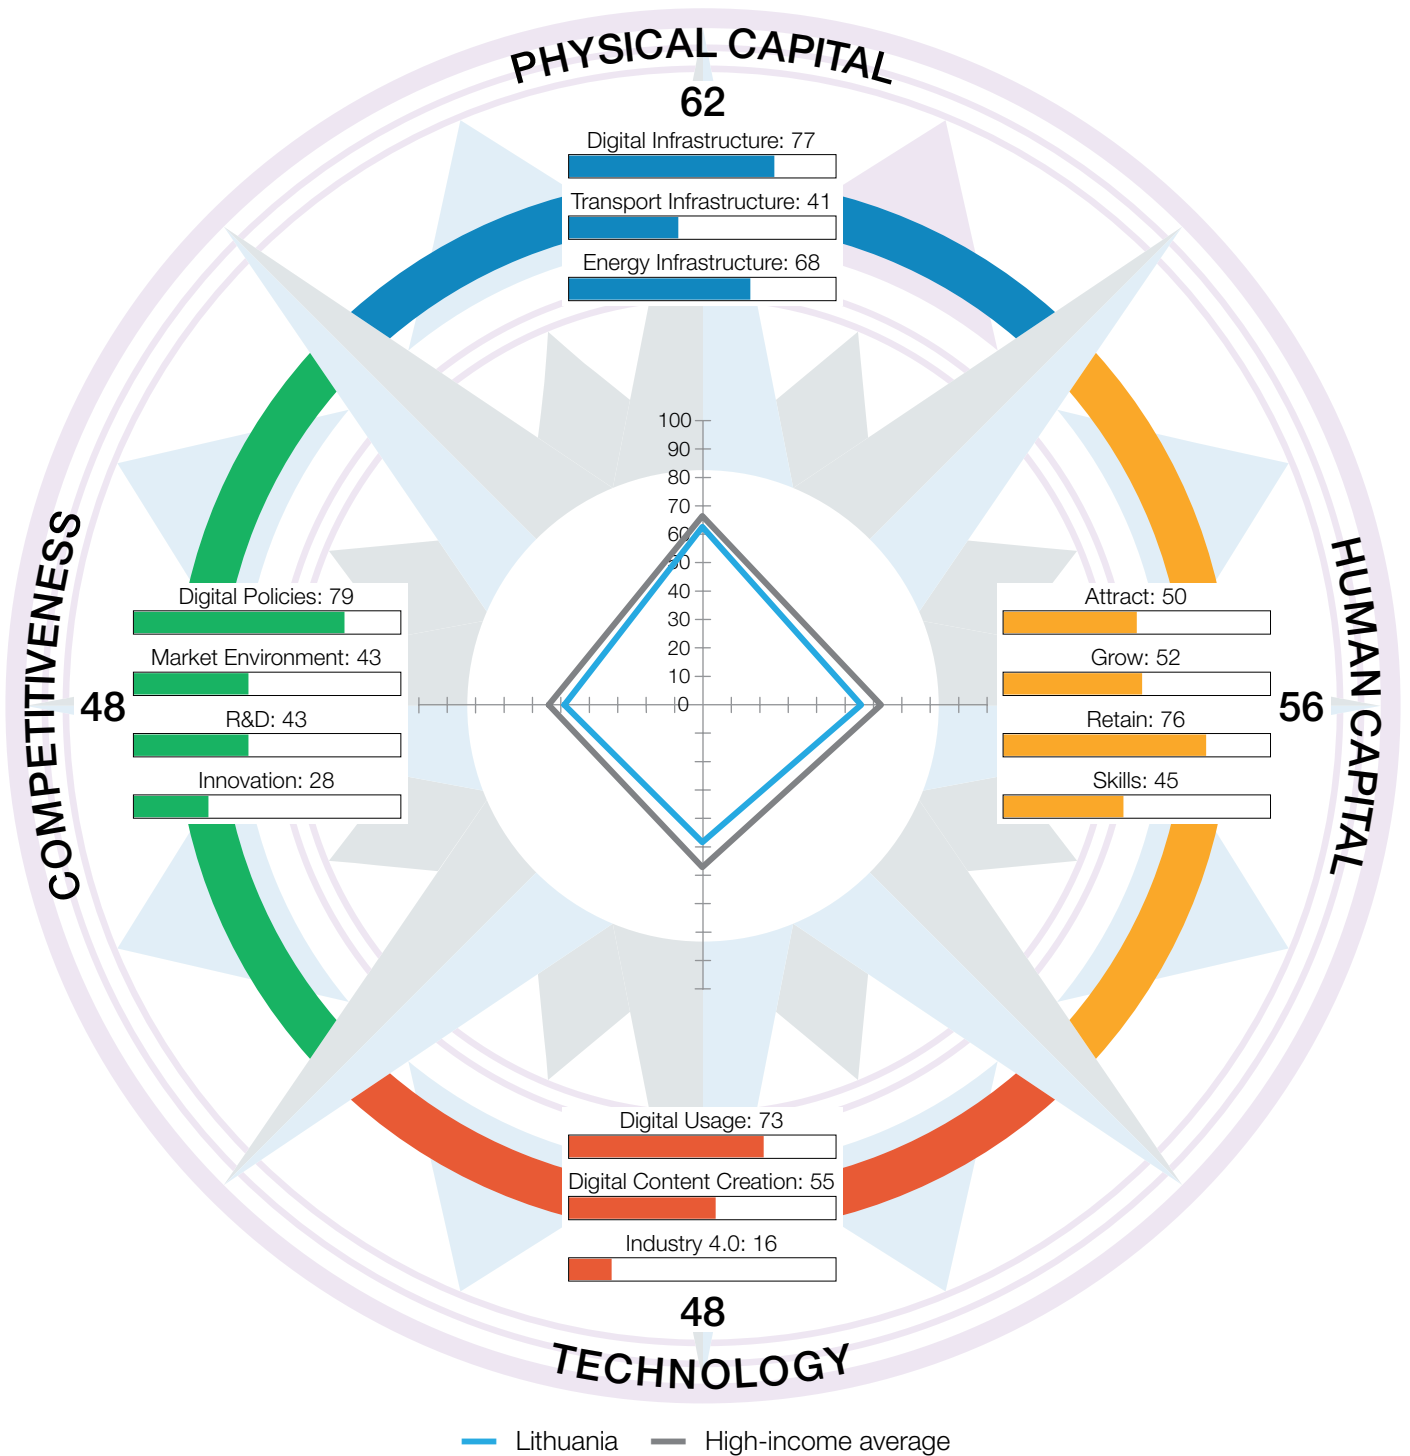 PHYSICAL CAPITAL
62
Digital Infrastructure: 77
Transport Infrastructure: 41
Energy Infrastructure: 68
100
90
80
70
60
50
40
30
20
10
0
COMPETITIVENESS
48
Digital Policies: 79
Market Environment: 43
R&D: 43
Innovation: 28
HUMAN CAPITAL
56
Attract: 50
Grow: 52
Retain: 76
Skills: 45
Digital Usage: 73
Digital Content Creation: 55
Industry 4.0: 16
48
TECHNOLOGY
Lithuania
High-income average